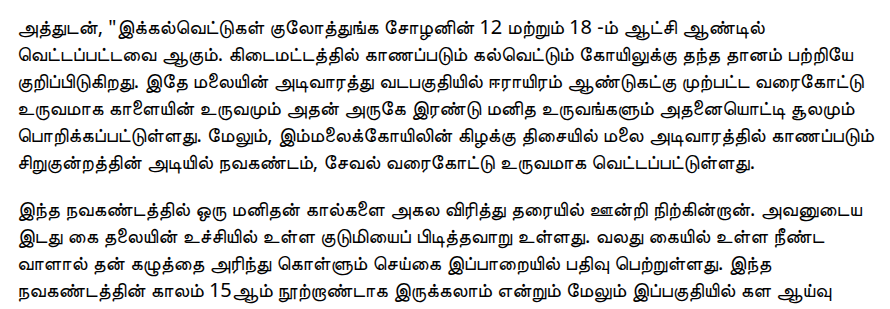 அத்துடன், "இக்கல்வெட்டுகள் குலோத்துங்க சோழனின் 12 மற்றும் 18 -ம் ஆட்சி ஆண்டில்
வெட்டப்பட்டவை ஆகும். கிடைமட்டத்தில் காணப்படும் கல்வெட்டும் கோயிலுக்கு தந்த தானம் பற்றியே
குறிப்பிடுகிறது. இதே மலையின் அடிவாரத்து வடபகுதியில் ஈராயிரம் ஆண்டுகட்கு முற்பட்ட வரைகோட்டு
உருவமாக காளையின் உருவமும் அதன் அருகே இரண்டு மனித உருவங்களும் அதனையொட்டி சூலமும்
பொறிக்கப்பட்டுள்ளது. மேலும், இம்மலைக்கோயிலின் கிழக்கு திசையில் மலை அடிவாரத்தில் காணப்படும்
சிறுகுன்றத்தின் அடியில் நவகண்டம், சேவல் வரைகோட்டு உருவமாக வெட்டப்பட்டுள்ளது.
இந்த நவகண்டத்தில் ஒரு மனிதன் கால்களை அகல விரித்து தரையில் ஊன்றி நிற்கின்றான். அவனுடைய
இடது கை தலையின் உச்சியில் உள்ள குடுமியைப் பிடித்தவாறு உள்ளது. வலது கையில் உள்ள நீண்ட
வாளால் தன் கழுத்தை அரிந்து கொள்ளும் செய்கை இப்பாறையில் பதிவு பெற்றுள்ளது. இந்த
நவகண்டத்தின் காலம் 15ஆம் நூற்றாண்டாக இருக்கலாம் என்றும் மேலும் இப்பகுதியில் கள ஆய்வு